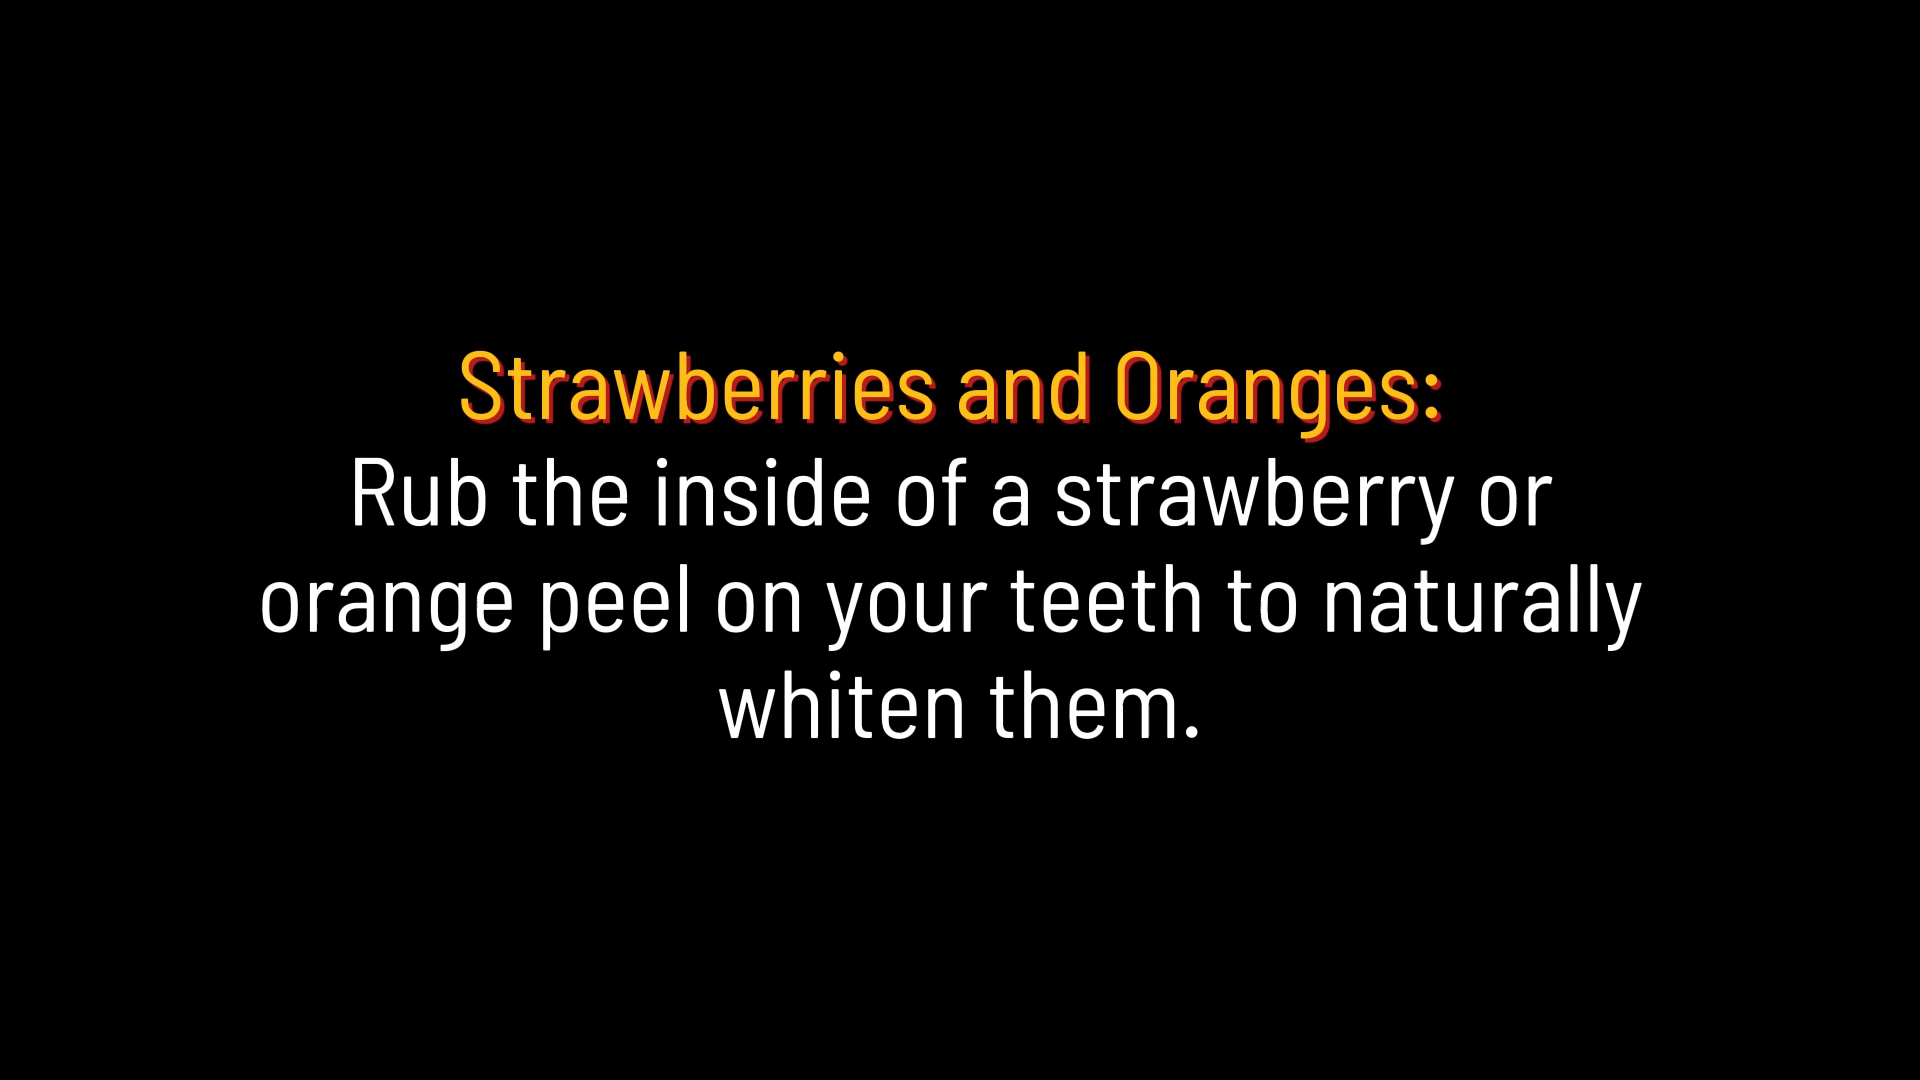 Strawberries and Oranges:
Rub the inside of a strawberry or
orange peel on your teeth to naturally
whiten them.